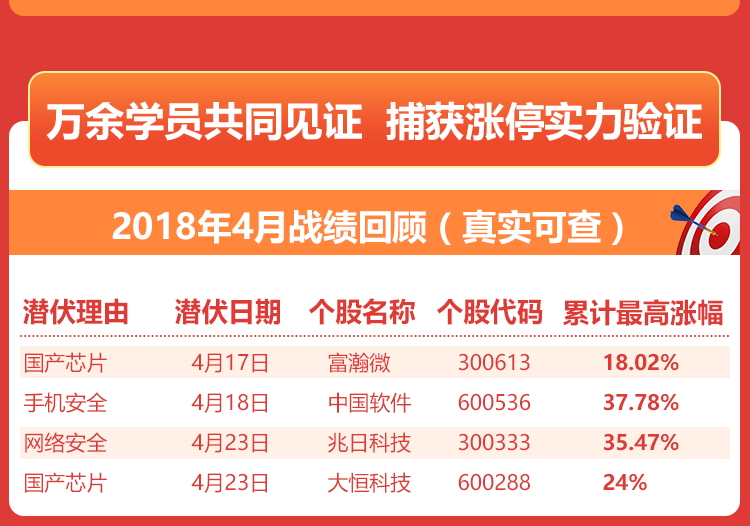 万余学员共同见证 捕获涨停实力验证
2018年4月战绩回顾（真实可查）
潜伏理由 潜伏日期 个股名称 个股代码 累计最高涨幅
国产芯片 4月17日 富瀚微 300613 18.02%
手机安全 4月18日 中国软件 600536 37.78%
网络安全 4月23日 兆日科技 300333 35.47%
国产芯片 4月23日 大恒科技 600288 24%